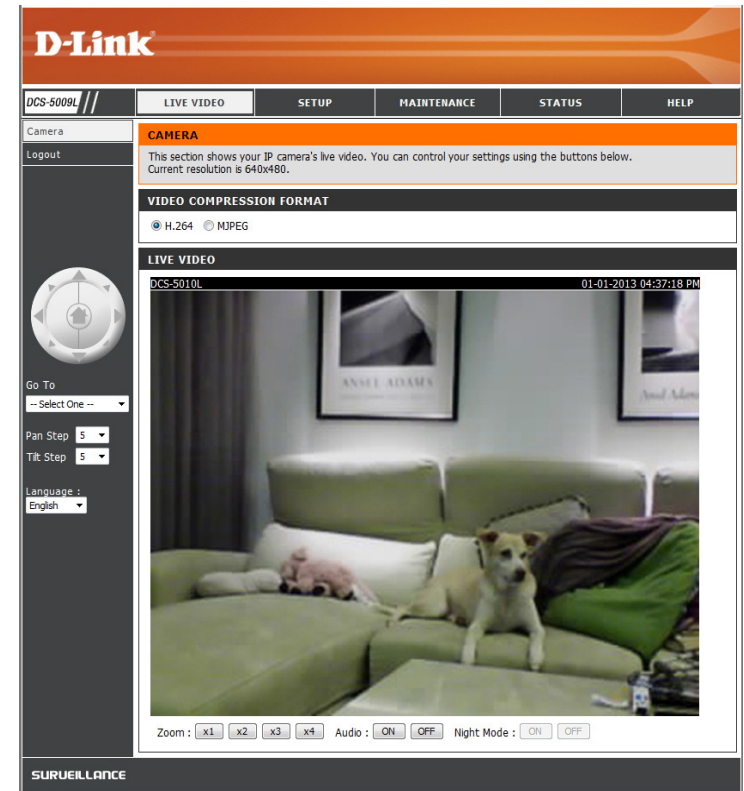 D-Link
DCS-5009L
LIVE VIDEO
SETUP
MAINTENANCE
STATUS
HELP
Camera
Logout
Go To
-- Select One --
Pan Step 5
Tilt Step 5
Language :
English
CAMERA
This section shows your IP camera's live video. You can control your settings using the buttons below.
Current resolution is 640x480.
VIDEO COMPRESSION FORMAT
H.264 MJPEG
LIVE VIDEO
DCS-5010L 01-01-2013 04:37:18 PM
ANSEL ADAMS
Ansel Adams
Zoom : x1 x2 x3 x4 Audio : ON OFF Night Mode : ON OFF
SURVEILLANCE